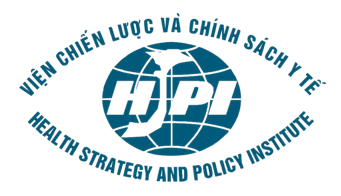 VIỆN CHIẾN LƯỢC VÀ CHÍNH SÁCH Y TẾ
HSPI
HEALTH STRATEGY AND POLICY INSTITUTE